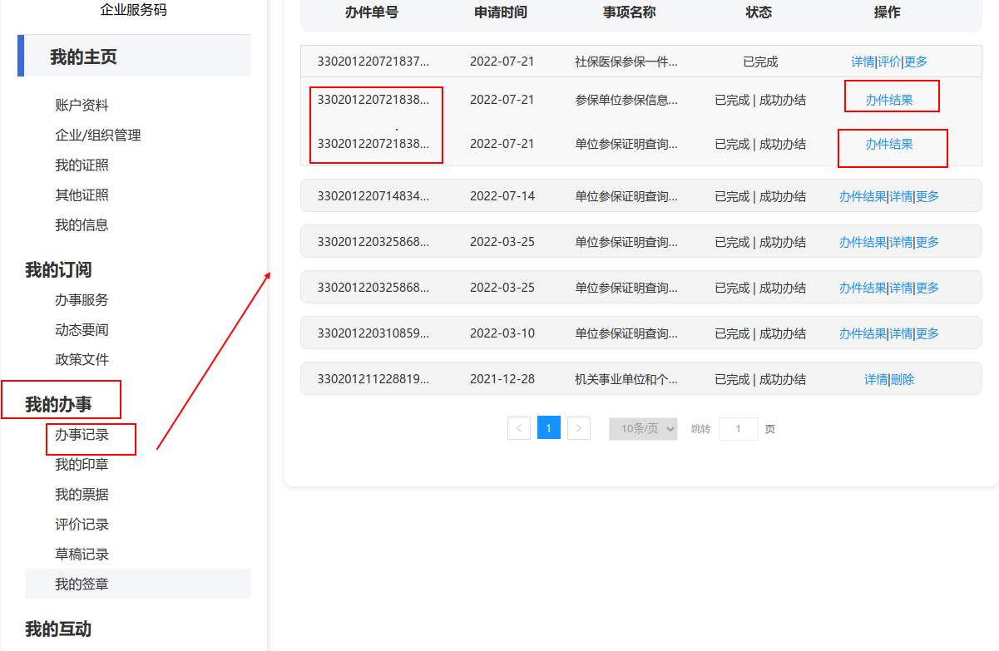 企业服务码
我的主页
账户资料
企业/组织管理
我的证照
其他证照
我的信息
我的订阅
办事服务
动态要闻
政策文件
我的办事
办事记录
我的印章
我的票据
评价记录
草稿记录
我的签章
我的互动
办件单号 申请时间 事项名称 状态 操作
330201220721837... 2022-07-21 社保医保参保一件... 已完成 详情|评价|更多
330201220721838... 2022-07-21 参保单位参保信息... 已完成 | 成功办结 办件结果
330201220721838... 2022-07-21 单位参保证明查询... 已完成 | 成功办结 办件结果
330201220714834... 2022-07-14 单位参保证明查询... 已完成 | 成功办结 办件结果|详情|更多
330201220325868... 2022-03-25 单位参保证明查询... 已完成 | 成功办结 办件结果|详情|更多
330201220325868... 2022-03-25 单位参保证明查询... 已完成 | 成功办结 办件结果|详情|更多
330201220310859... 2022-03-10 单位参保证明查询... 已完成 | 成功办结 办件结果|详情|更多
330201211228819... 2021-12-28 机关事业单位和个... 已完成 | 成功办结 详情|删除
< 1 > 10条/页 跳转 1 页